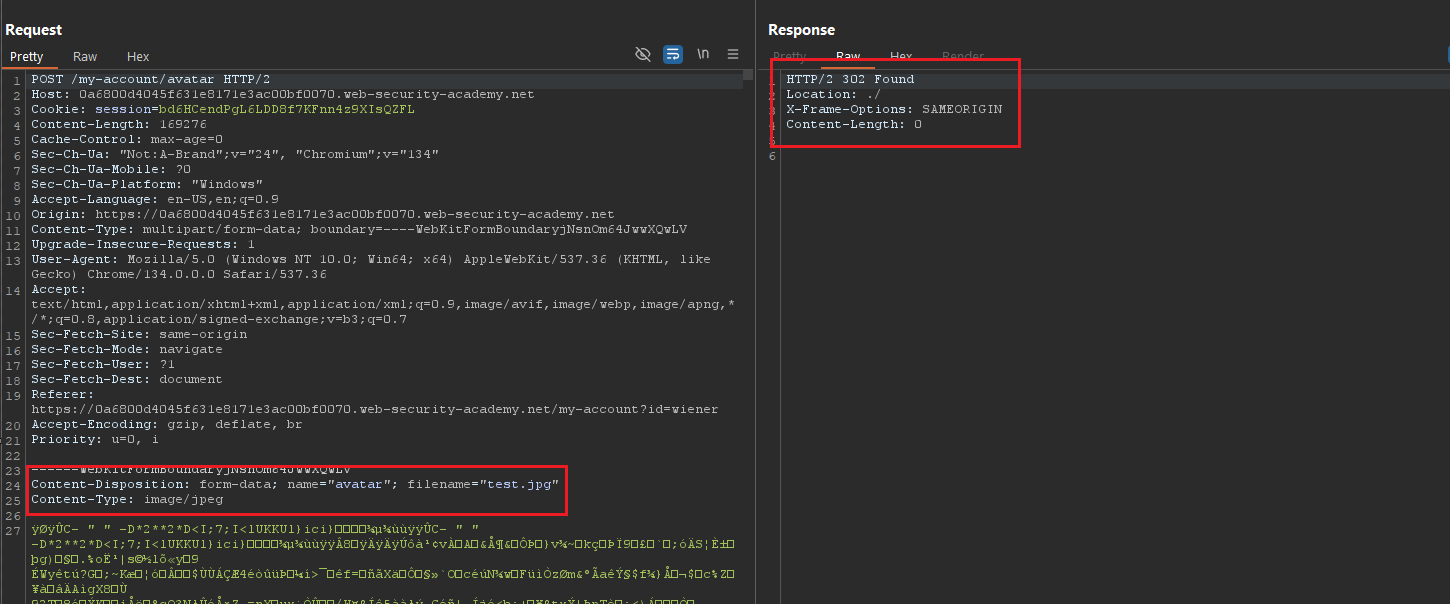 Request
Pretty Raw Hex
\n
1 POST /my-account/avatar HTTP/2
2 Host: 0a6800d4045f631e8171e3ac00bf0070.web-security-academy.net
3 Cookie: session=bd6HCendPgL6LDD8f7KFnn4z9XIsQZFL
4 Content-Length: 169276
5 Cache-Control: max-age=0
6 Sec-Ch-Ua: "Not:A-Brand";v="24", "Chromium";v="134"
7 Sec-Ch-Ua-Mobile: ?0
8 Sec-Ch-Ua-Platform: "Windows"
9 Accept-Language: en-US,en;q=0.9
10 Origin: https://0a6800d4045f631e8171e3ac00bf0070.web-security-academy.net
11 Content-Type: multipart/form-data; boundary=----WebKitFormBoundaryjNsnOm64JwwXQwLV
12 Upgrade-Insecure-Requests: 1
13 User-Agent: Mozilla/5.0 (Windows NT 10.0; Win64; x64) AppleWebKit/537.36 (KHTML, like
Gecko) Chrome/134.0.0.0 Safari/537.36
14 Accept:
text/html,application/xhtml+xml,application/xml;q=0.9,image/avif,image/webp,image/apng,*
/*;q=0.8,application/signed-exchange;v=b3;q=0.7
15 Sec-Fetch-Site: same-origin
16 Sec-Fetch-Mode: navigate
17 Sec-Fetch-User: ?1
18 Sec-Fetch-Dest: document
19 Referer:
https://0a6800d4045f631e8171e3ac00bf0070.web-security-academy.net/my-account?id=wiener
20 Accept-Encoding: gzip, deflate, br
21 Priority: u=0, i
22
23 ------WebKitFormBoundaryjNsnOm64JwwXQwLV
24 Content-Disposition: form-data; name="avatar"; filename="test.jpg"
25 Content-Type: image/jpeg
26
27
Response
Pretty Raw Hex Render
1 HTTP/2 302 Found
2 Location: ./
3 X-Frame-Options: SAMEORIGIN
4 Content-Length: 0
5
6